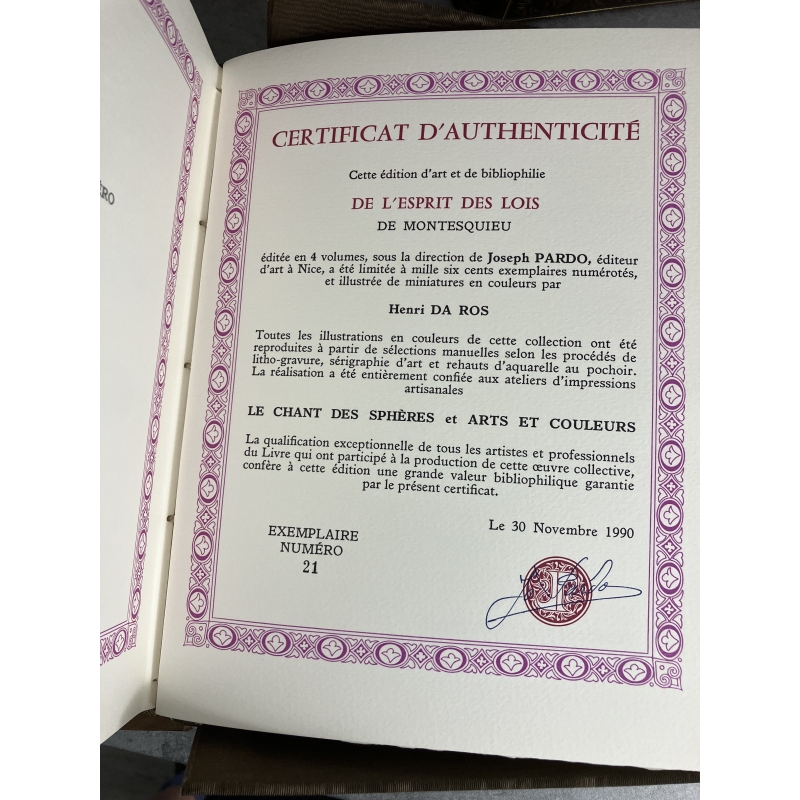 ÉRO
CERTIFICAT D'AUTHENTICITÉ
Cette édition d'art et de bibliophilie
DE L'ESPRIT DES LOIS
DE MONTESQUIEU
éditée en 4 volumes, sous la direction de Joseph PARDO, éditeur
d'art à Nice, a été limitée à mille six cents exemplaires numérotés,
et illustrée de miniatures en couleurs par
Henri DA ROS
Toutes les illustrations en couleurs de cette collection ont été
reproduites à partir de sélections manuelles selon les procédés de
litho-gravure, sérigraphie d'art et rehauts d'aquarelle au pochoir.
La réalisation a été entièrement confiée aux ateliers d'impressions
artisanales
LE CHANT DES SPHÈRES et ARTS ET COULEURS
La qualification exceptionnelle de tous les artistes et professionnels
du Livre qui ont participé à la production de cette œuvre collective,
confère à cette édition une grande valeur bibliophilique garantie
par le présent certificat.
Le 30 Novembre 1990
EXEMPLAIRE
NUMÉRO
21